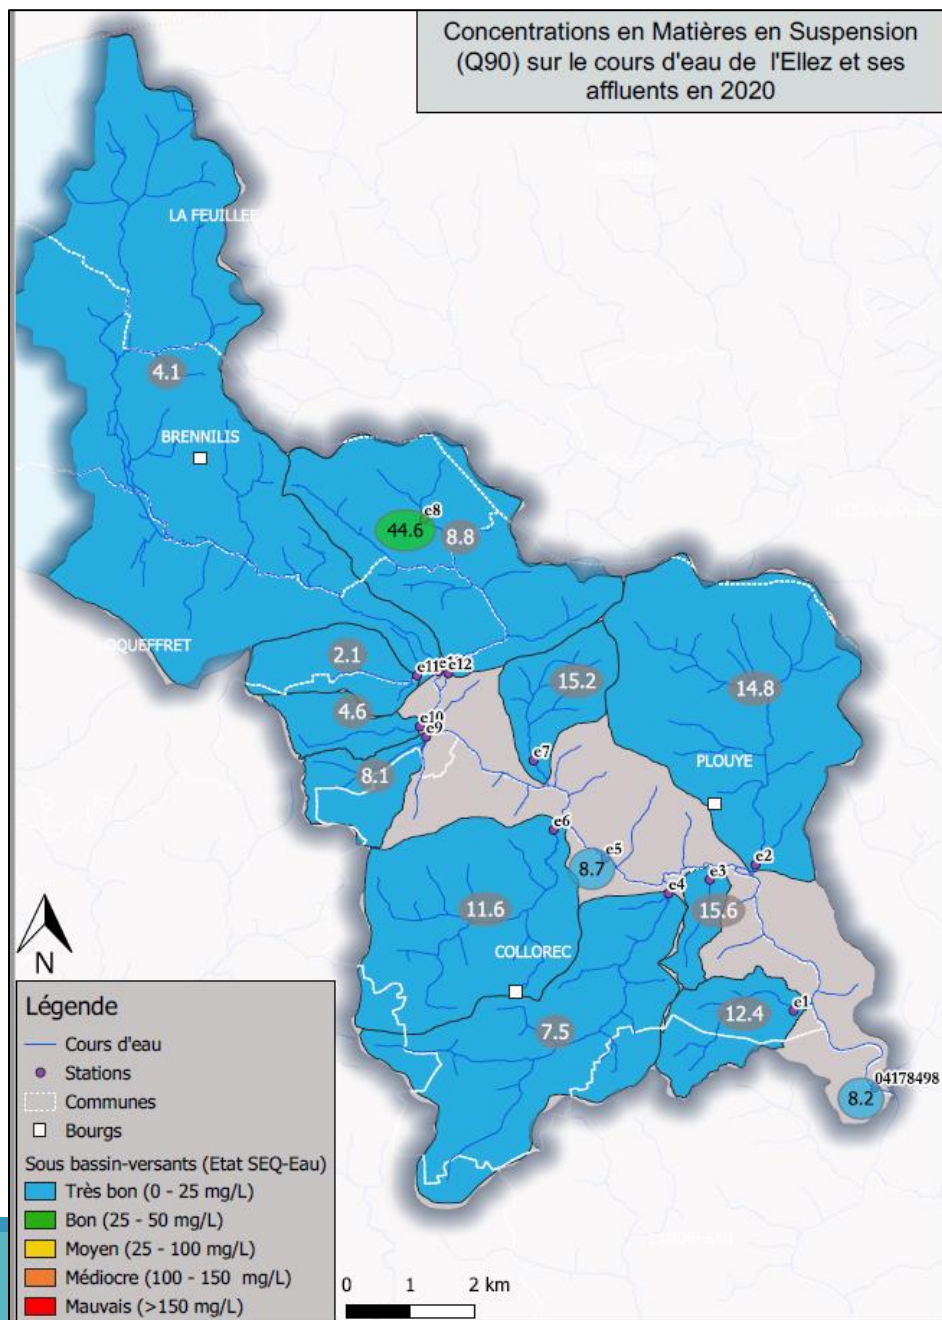 Concentrations en Matières en Suspension
(Q90) sur le cours d'eau de l'Ellez et ses
affluents en 2020
LA FEUILLEE
4.1
BRENNILIS
e8
44.6
8.8
OQUEFFRET
2.1
e11
e12
15.2
14.8
4.6
e10
e9
8.1
e7
PLOUYE
e6
e5
8.7
e2
e4
e3
11.6
15.6
COLLOREC
N
7.5
12.4
e1
04178498
8.2
Légende
Cours d'eau
Stations
Communes
Bourgs
Sous bassin-versants (Etat SEQ-Eau)
Très bon (0 - 25 mg/L)
Bon (25 - 50 mg/L)
Moyen (25 - 100 mg/L)
Médiocre (100 - 150 mg/L)
Mauvais (>150 mg/L)
0 1 2 km